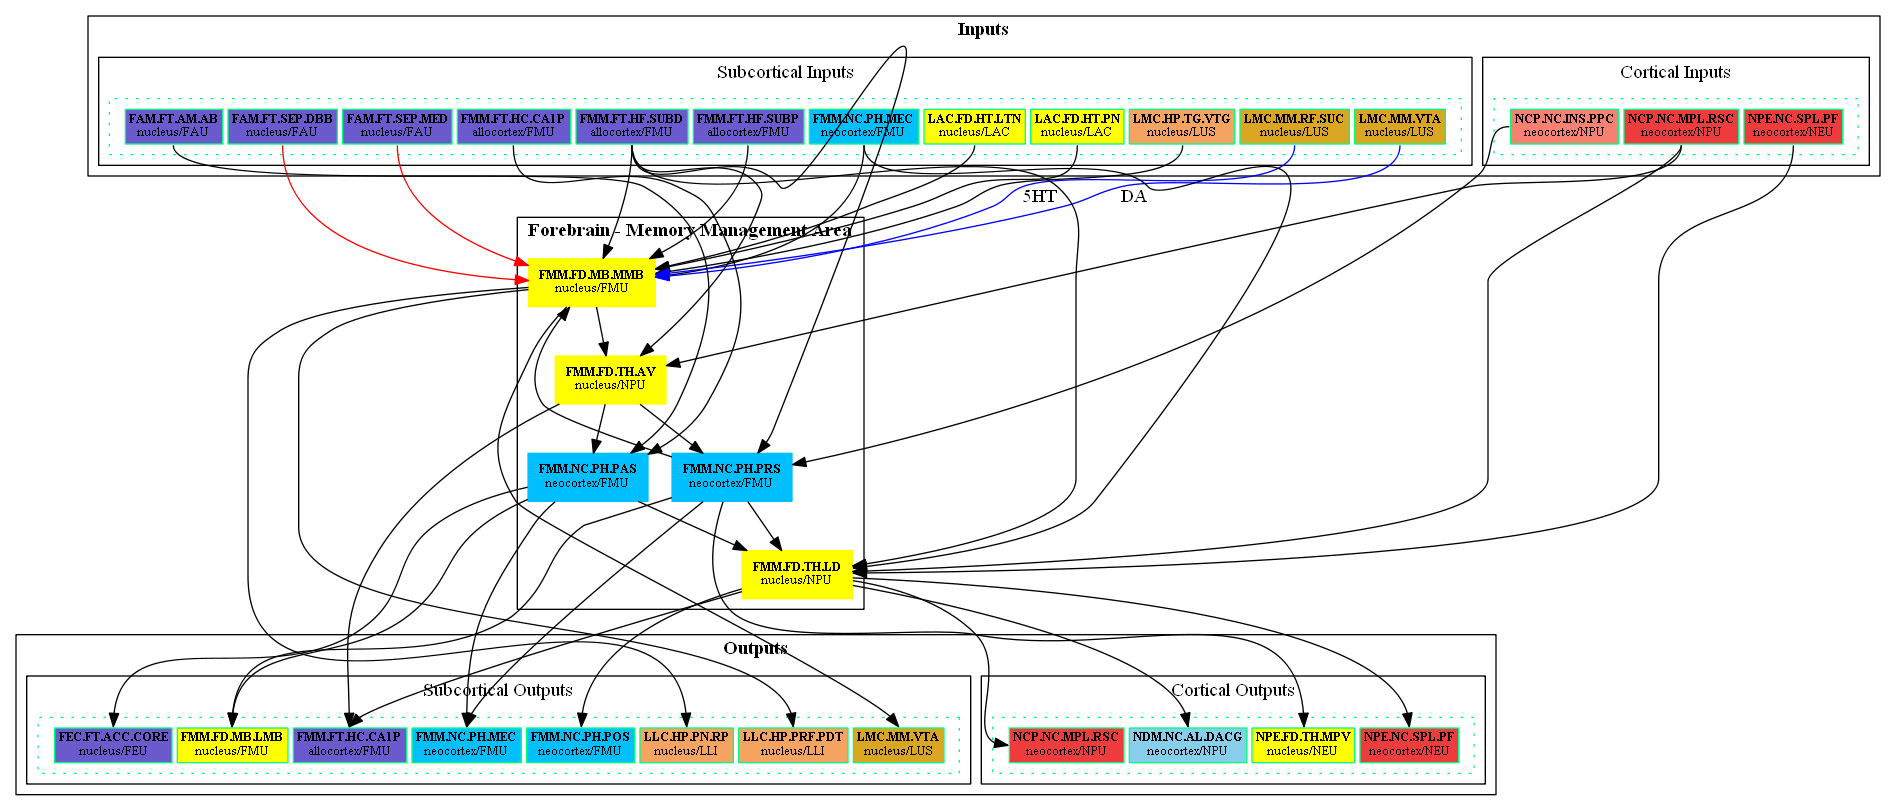 Inputs
Subcortical Inputs
Cortical Inputs
FAM.FT.AM.AB
nucleus/FAU
FAM.FT.SEP.DBB
nucleus/FAU
FAM.FT.SEP.MED
nucleus/FAU
FMM.FT.HC.CA1P
allocortex/FMU
FMM.FT.HF.SUBD
allocortex/FMU
FMM.FT.HF.SUBP
allocortex/FMU
FMM.NC.PH.MEC
neocortex/FMU
LAC.FD.HT.LTN
nucleus/LAC
LAC.FD.HT.PN
nucleus/LAC
LMC.HP.TG.VTG
nucleus/LUS
LMC.MM.RF.SUC
nucleus/LUS
LMC.MM.VTA
nucleus/LUS
NCP.NC.INS.PPC
neocortex/NPU
NCP.NC.MPL.RSC
neocortex/NPU
NPE.NC.SPL.PF
neocortex/NEU
5HT
DA
Forebrain - Memory Management Area
FMM.FD.MB.MMB
nucleus/FMU
FMM.FD.TH.AV
nucleus/NPU
FMM.NC.PH.PAS
neocortex/FMU
FMM.NC.PH.PRS
neocortex/FMU
FMM.FD.TH.LD
nucleus/NPU
Outputs
Subcortical Outputs
Cortical Outputs
FEC.FT.ACC.CORE
nucleus/FEU
FMM.FD.MB.LMB
nucleus/FMU
FMM.FT.HC.CA1P
allocortex/FMU
FMM.NC.PH.MEC
neocortex/FMU
FMM.NC.PH.POS
neocortex/FMU
LLC.HP.PN.RP
nucleus/LLI
LLC.HP.PRF.PDT
nucleus/LLI
LMC.MM.VTA
nucleus/LUS
NCP.NC.MPL.RSC
neocortex/NPU
NDM.NC.AL.DACG
neocortex/NPU
NPE.FD.TH.MPV
nucleus/NEU
NPE.NC.SPL.PF
neocortex/NEU